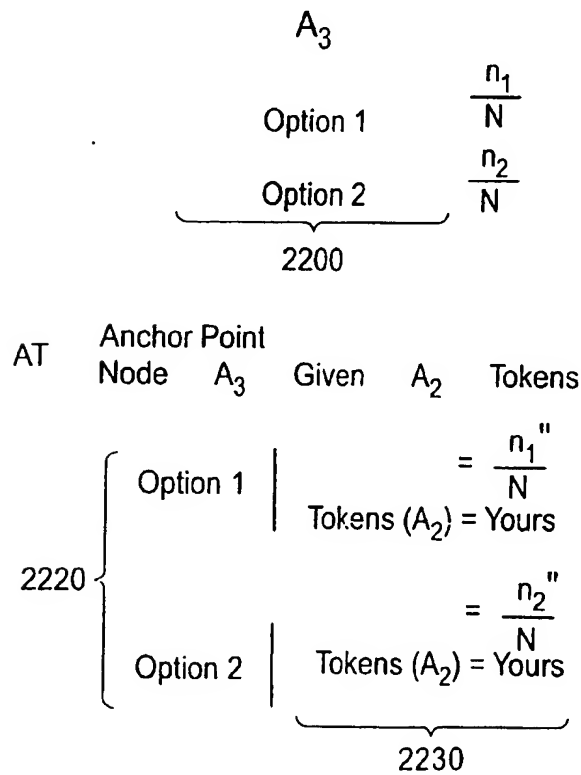 A3
Option 1 n1/N
Option 2 n2/N
2200
AT Anchor Point
Node A3 Given A2 Tokens
Option 1 | = n1"/N
Tokens (A2) = Yours
2220
= n2"/N
Option 2 | Tokens (A2) = Yours
2230